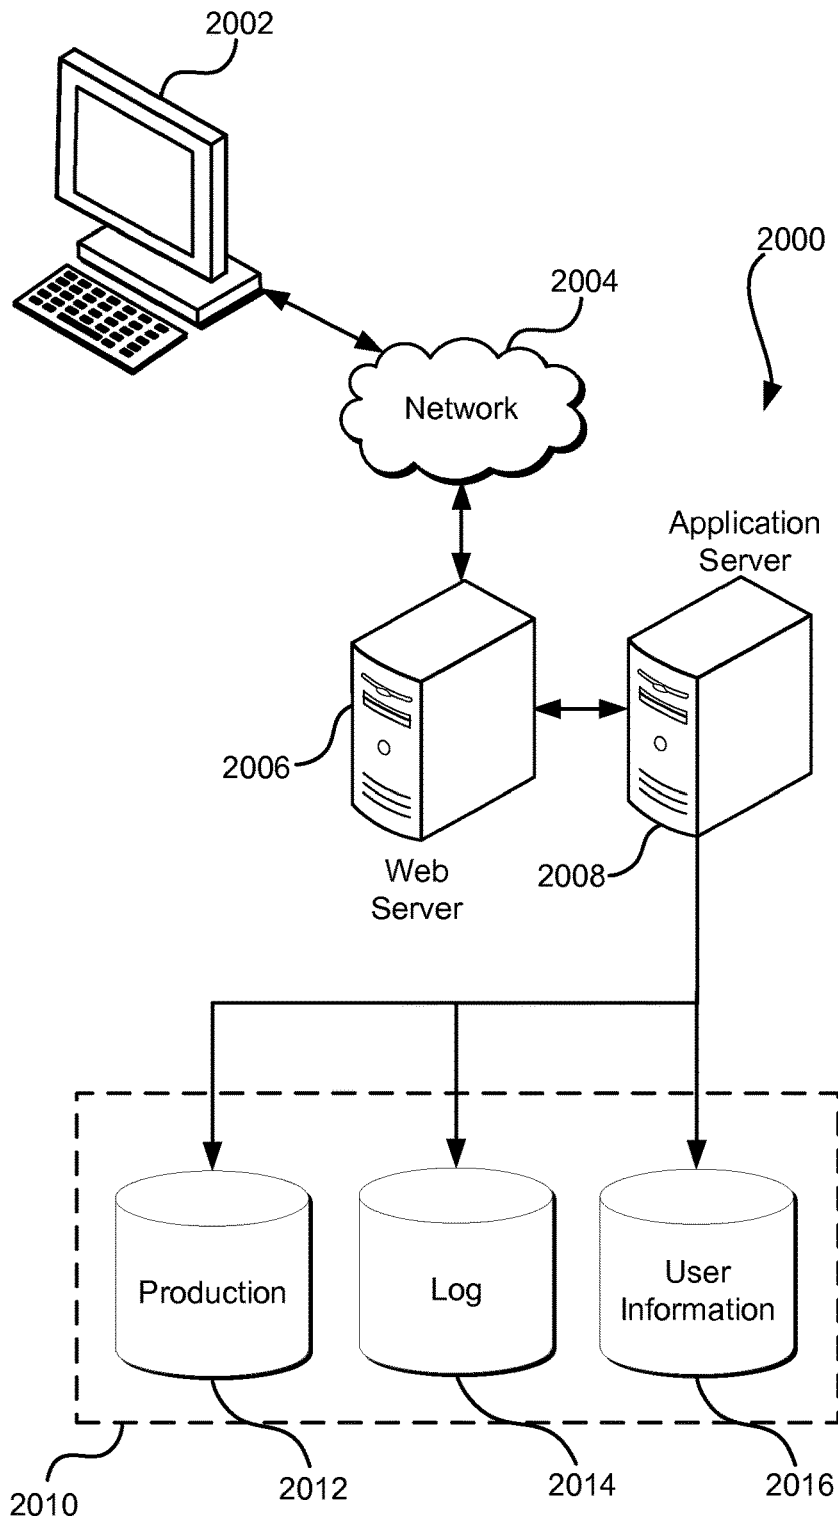 2002
2000
2004
Network
Application
Server
2006
2008
Web
Server
Production
Log
User
Information
2010
2012
2014
2016